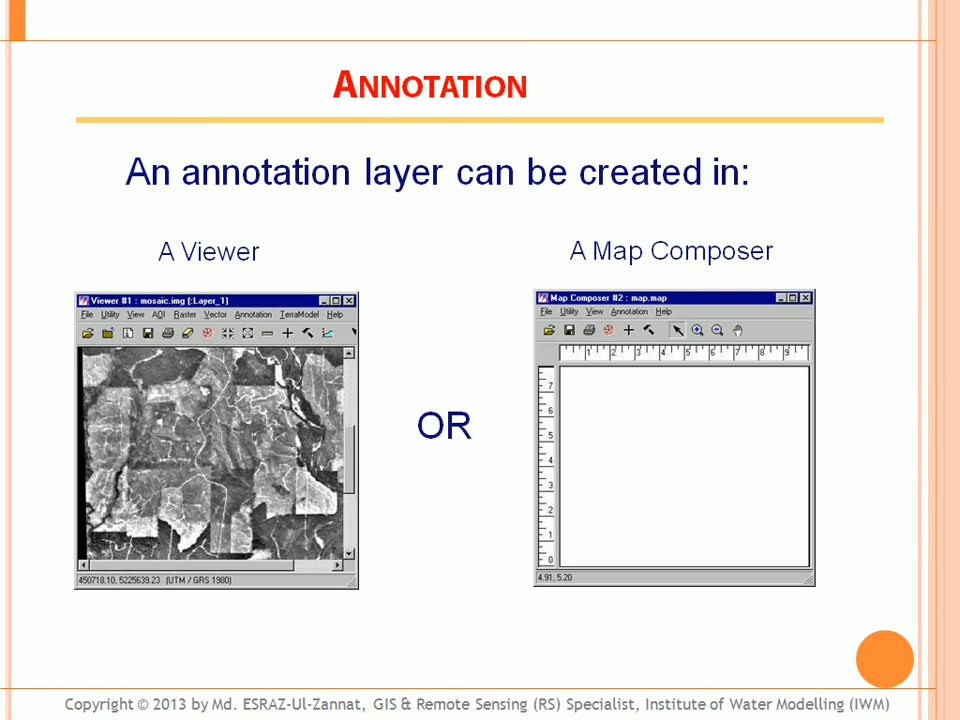 ANNOTATION
An annotation layer can be created in:
A Viewer
A Map Composer
Viewer #1 : mosaic.img (:Layer_1)
File Utility View AOI Raster Vector Annotation TerraModel Help
450718.10, 5225639.23 (UTM / GRS 1980)
OR
Map Composer #2 : map.map
File Utility View Annotation Help
1 2 3 4 5 6 7 8 9
7
6
5
4
3
2
1
0
4.91, 5.20
Copyright © 2013 by Md. ESRAZ-Ul-Zannat, GIS & Remote Sensing (RS) Specialist, Institute of Water Modelling (IWM)